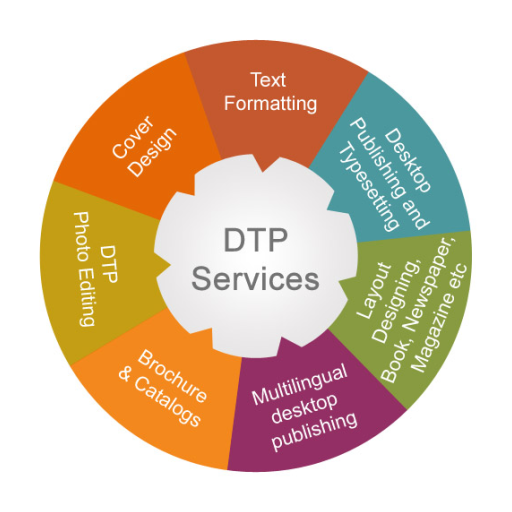 DTP
Services
Text
Formatting
Desktop
Publishing and
Typesetting
Layout
Designing,
Book, Newspaper,
Magazine etc
Multilingual
desktop
publishing
Brochure
& Catalogs
DTP
Photo Editing
Cover
Design